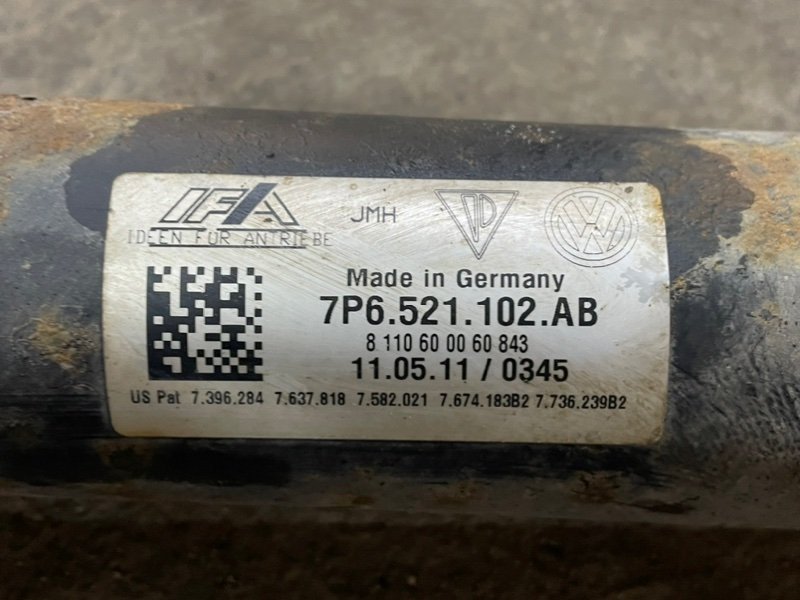 IFA
IDEEN FÜR ANTRIEBE
JMH
VW
Made in Germany
7P6.521.102.AB
8 110 60 00 60 843
11.05.11 / 0345
US Pat 7.396.284 7.637.818 7.582.021 7.674.183B2 7.736.239B2